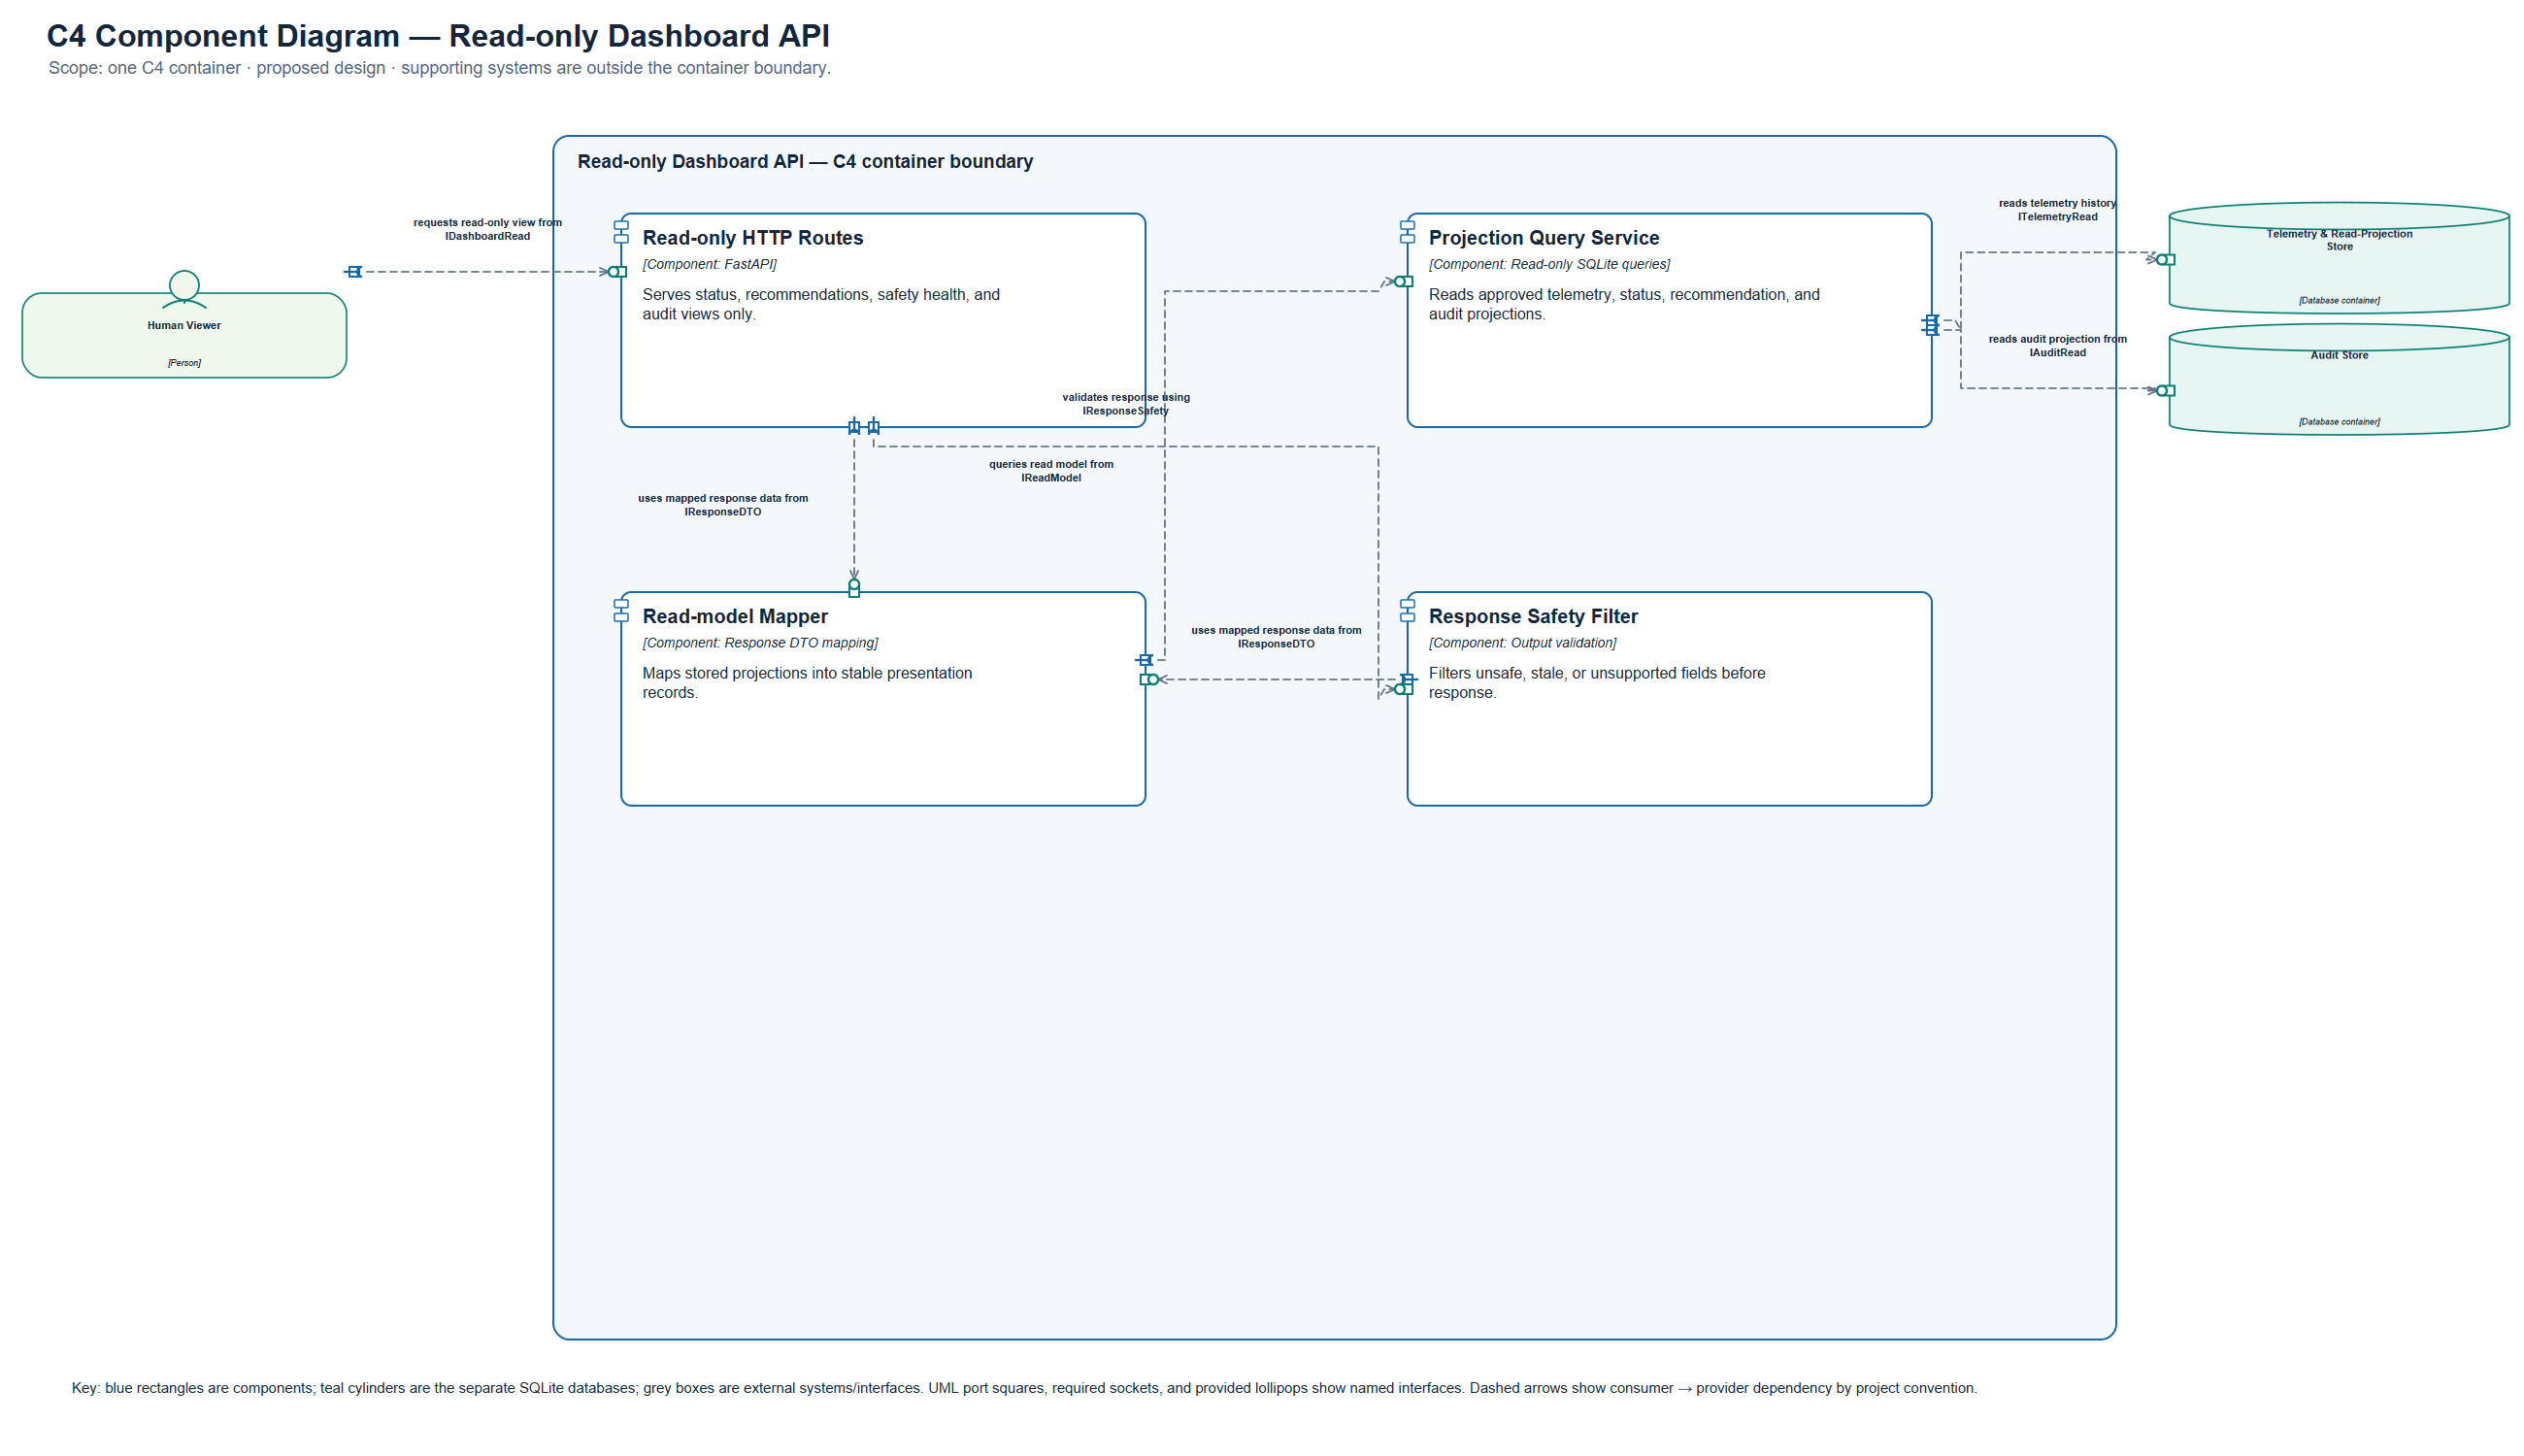 C4 Component Diagram — Read-only Dashboard API
Scope: one C4 container · proposed design · supporting systems are outside the container boundary.
Read-only Dashboard API — C4 container boundary
requests read-only view from
IDashboardRead
Human Viewer
[Person]
Read-only HTTP Routes
[Component: FastAPI]
Serves status, recommendations, safety health, and
audit views only.
Projection Query Service
[Component: Read-only SQLite queries]
Reads approved telemetry, status, recommendation, and
audit projections.
reads telemetry history
ITelemetryRead
Telemetry & Read-Projection
Store
[Database container]
reads audit projection from
IAuditRead
Audit Store
[Database container]
validates response using
IResponseSafety
queries read model from
IReadModel
uses mapped response data from
IResponseDTO
Read-model Mapper
[Component: Response DTO mapping]
Maps stored projections into stable presentation
records.
uses mapped response data from
IResponseDTO
Response Safety Filter
[Component: Output validation]
Filters unsafe, stale, or unsupported fields before
response.
Key: blue rectangles are components; teal cylinders are the separate SQLite databases; grey boxes are external systems/interfaces. UML port squares, required sockets, and provided lollipops show named interfaces. Dashed arrows show consumer → provider dependency by project convention.